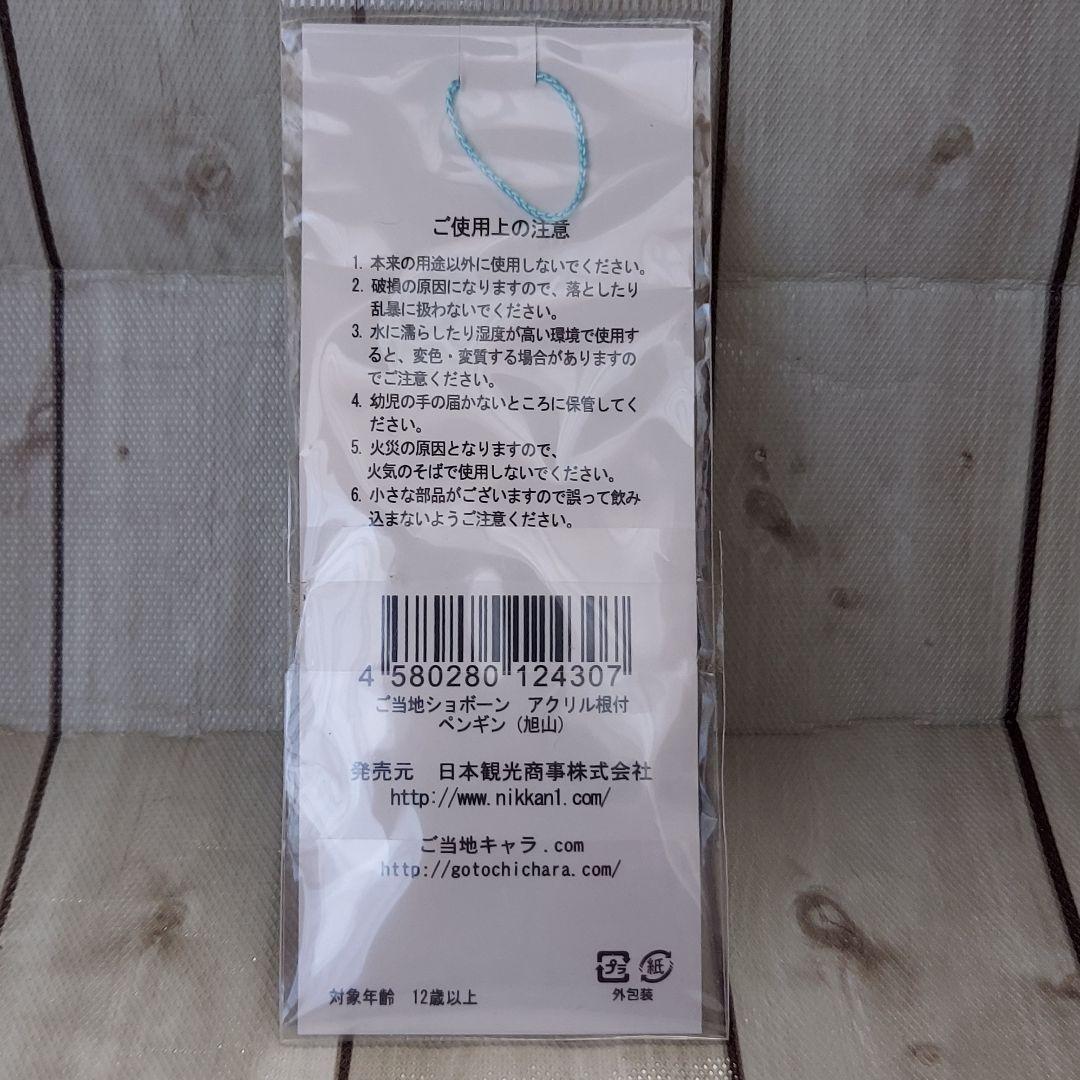 ご使用上の注意
1. 本来の用途以外に使用しないでください。
2. 破損の原因になりますので、落としたり
乱暴に扱わないでください。
3. 水に濡らしたり湿度が高い環境で使用す
ると、変色・変質する場合がありますの
でご注意ください。
4. 幼児の手の届かないところに保管してく
ださい。
5. 火災の原因となりますので、
火気のそばで使用しないでください。
6. 小さな部品がございますので誤って飲み
込まないようご注意ください。
4 580280 124307
ご当地ショボーン　アクリル根付
ペンギン（旭山）
発売元　日本観光商事株式会社
http://www.nikkan1.com/
ご当地キャラ.com
http://gotochichara.com/
プラ 紙
外包装
対象年齢　12歳以上